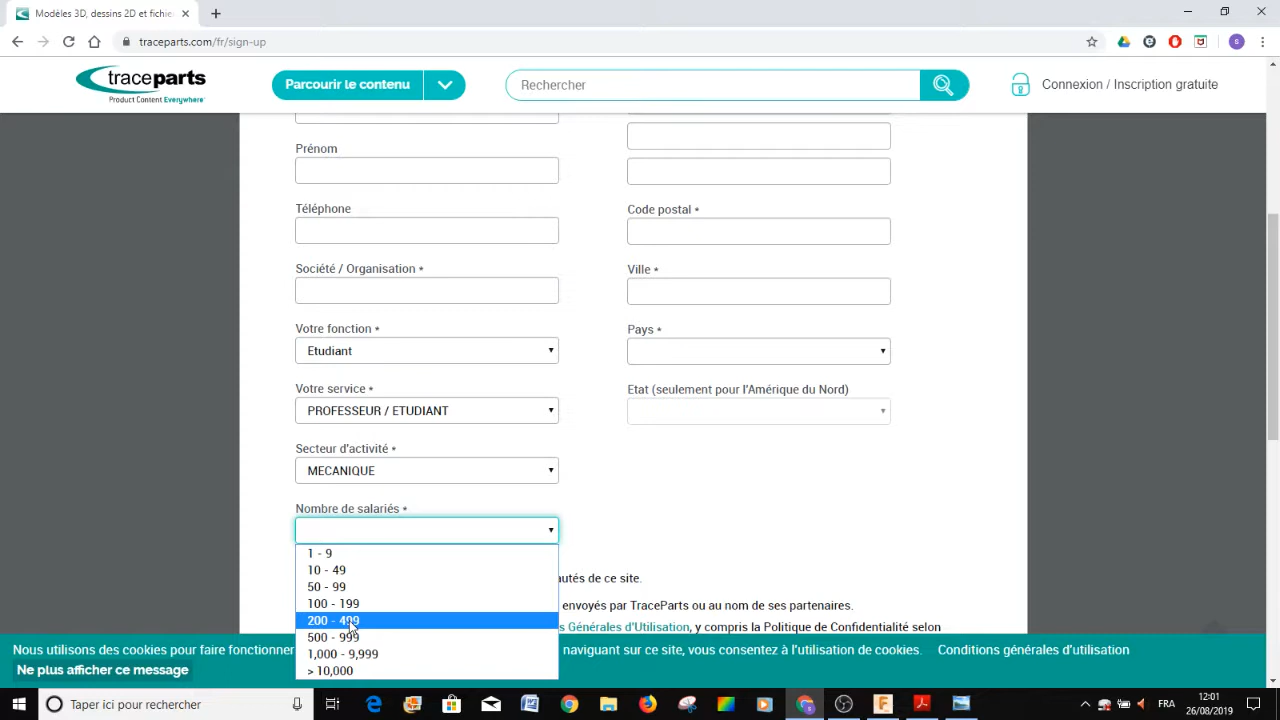 Modèles 3D, dessins 2D et fichie
traceparts.com/fr/sign-up
traceparts
Product Content Everywhere
Parcourir le contenu
Rechercher
Connexion / Inscription gratuite
Prénom
Téléphone
Code postal *
Société / Organisation *
Ville *
Votre fonction *
Etudiant
Pays *
Votre service *
PROFESSEUR / ETUDIANT
Etat (seulement pour l'Amérique du Nord)
Secteur d'activité *
MECANIQUE
Nombre de salariés *
1 - 9
10 - 49
50 - 99
100 - 199
200 - 499
500 - 999
1,000 - 9,999
> 10,000
autés de ce site.
envoyés par TraceParts ou au nom de ses partenaires.
s Générales d'Utilisation, y compris la Politique de Confidentialité selon
Nous utilisons des cookies pour faire fonctionner
naviguant sur ce site, vous consentez à l'utilisation de cookies. Conditions générales d'utilisation
Ne plus afficher ce message
Taper ici pour rechercher
FRA
12:01
26/08/2019